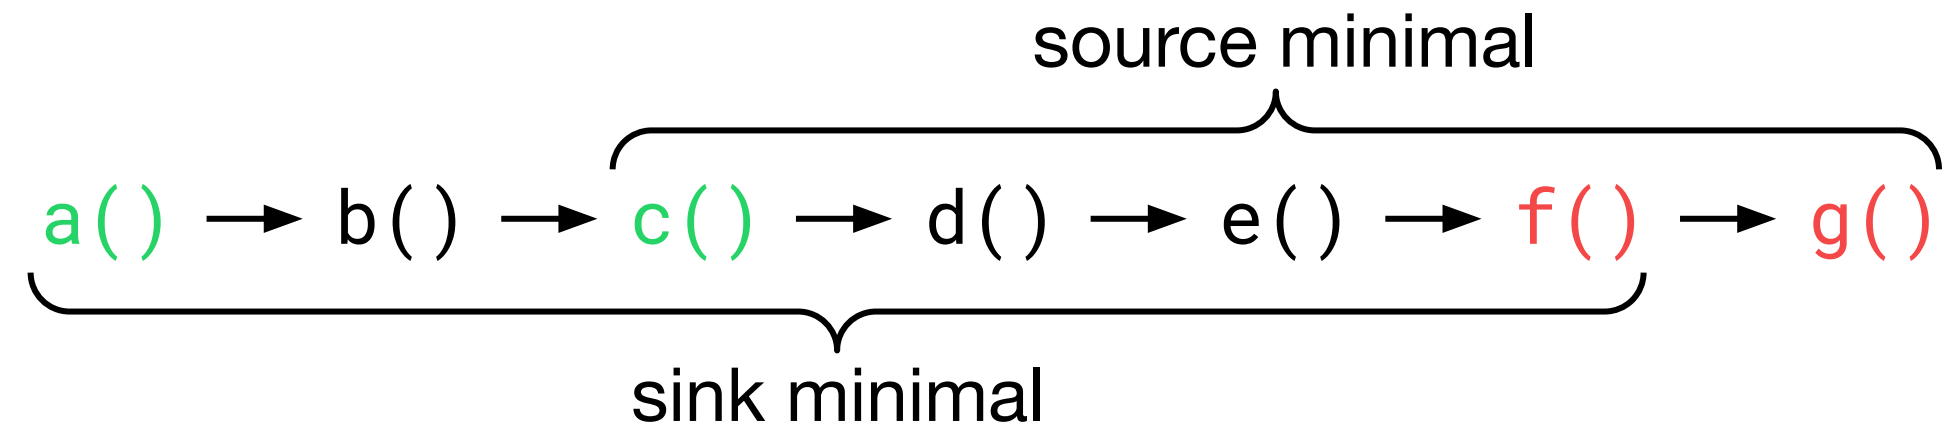 source minimal
a() → b() → c() → d() → e() → f() → g()
sink minimal